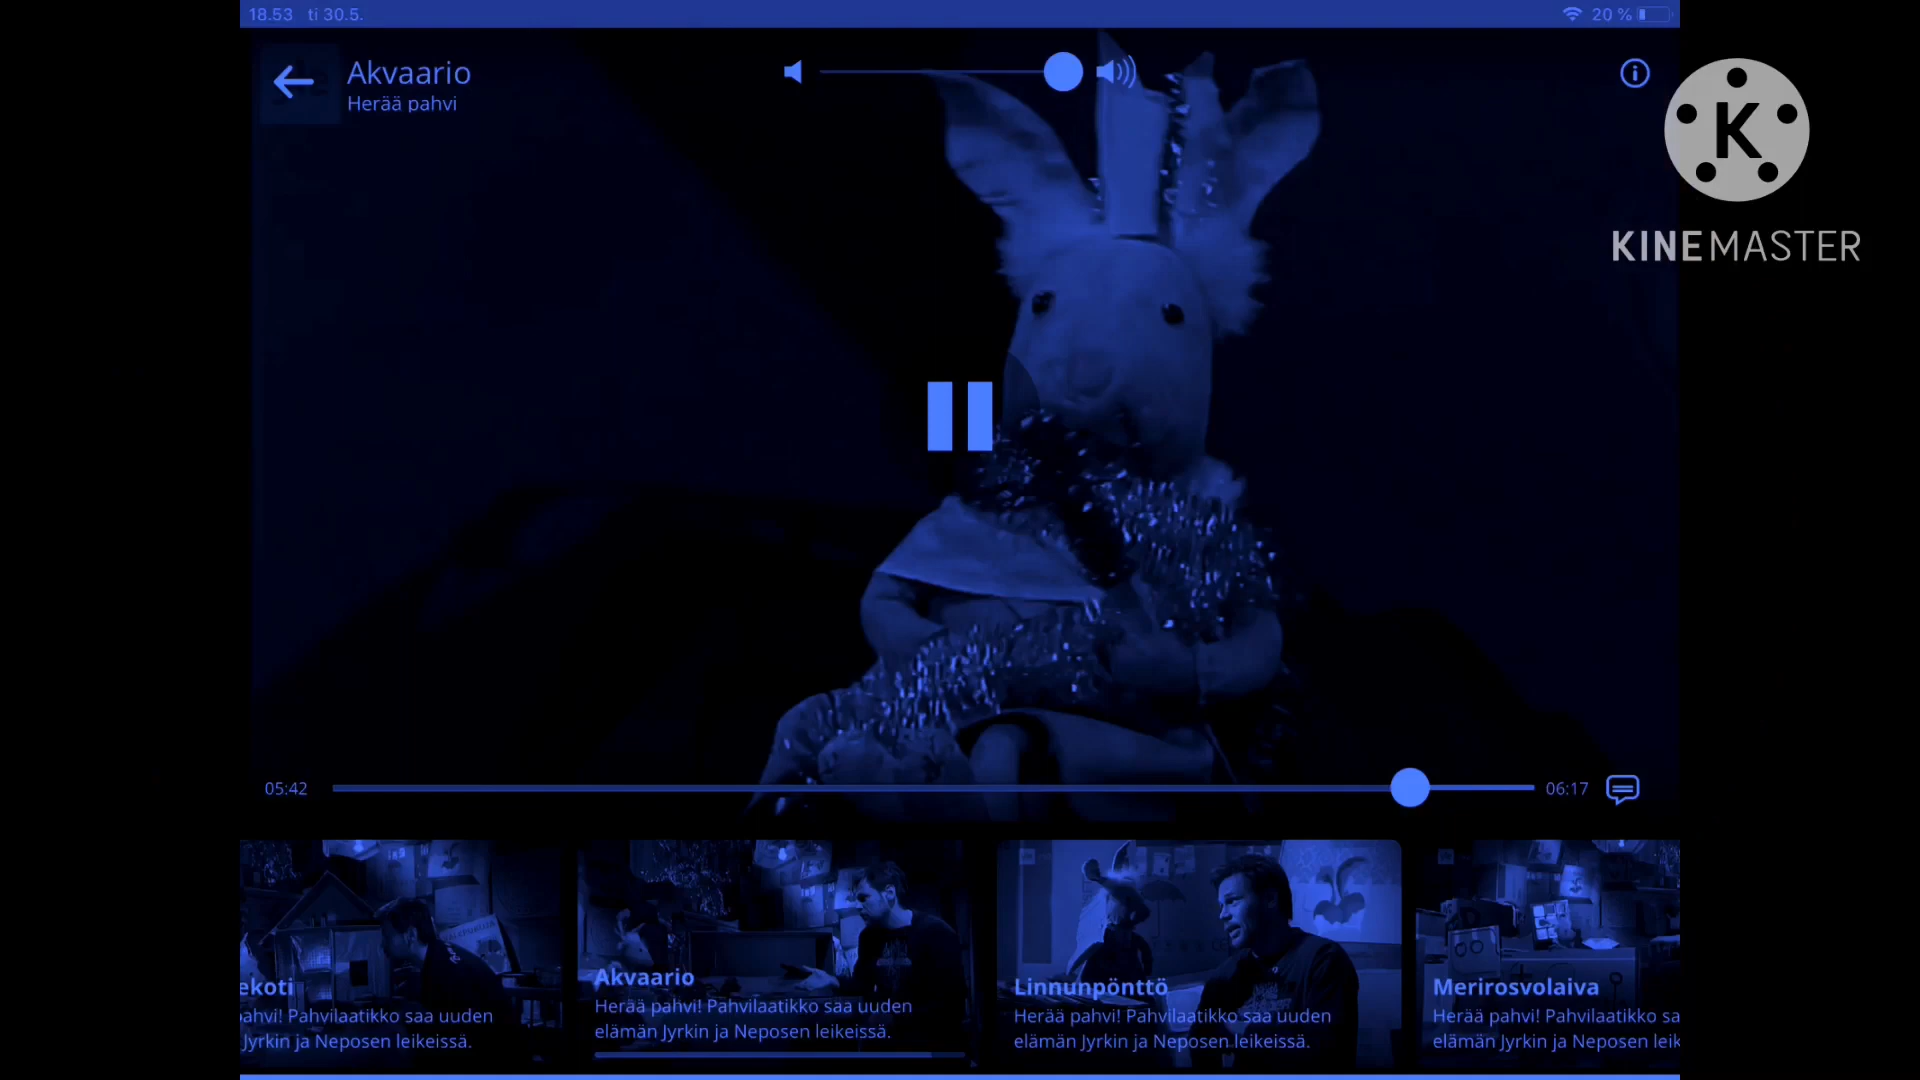 18.53 ti 30.5.
20 %
Akvaario
Herää pahvi
K
KINEMASTER
05:42
06:17
ekoti
pahvi! Pahvilaatikko saa uuden
Jyrkin ja Neposen leikeissä.
Akvaario
Herää pahvi! Pahvilaatikko saa uuden
elämän Jyrkin ja Neposen leikeissä.
Linnunpönttö
Herää pahvi! Pahvilaatikko saa uuden
elämän Jyrkin ja Neposen leikeissä.
Merirosvolaiva
Herää pahvi! Pahvilaatikko sa
elämän Jyrkin ja Neposen leik